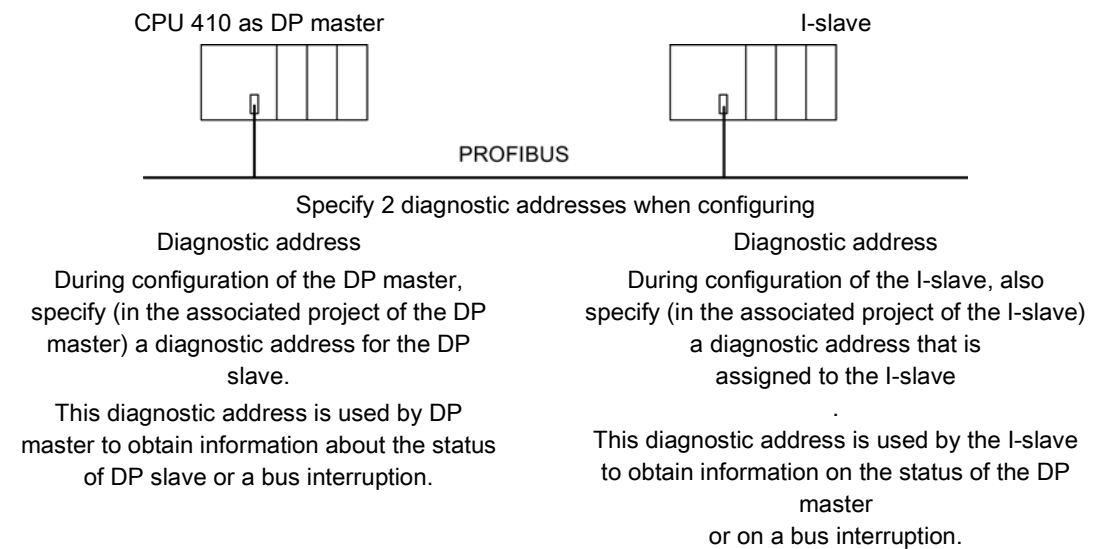 CPU 410 as DP master
I-slave
PROFIBUS
Specify 2 diagnostic addresses when configuring
Diagnostic address
During configuration of the DP master,
specify (in the associated project of the DP
master) a diagnostic address for the DP
slave.
This diagnostic address is used by DP
master to obtain information about the status
of DP slave or a bus interruption.
Diagnostic address
During configuration of the I-slave, also
specify (in the associated project of the I-slave)
a diagnostic address that is
assigned to the I-slave
.
This diagnostic address is used by the I-slave
to obtain information on the status of the DP
master
or on a bus interruption.